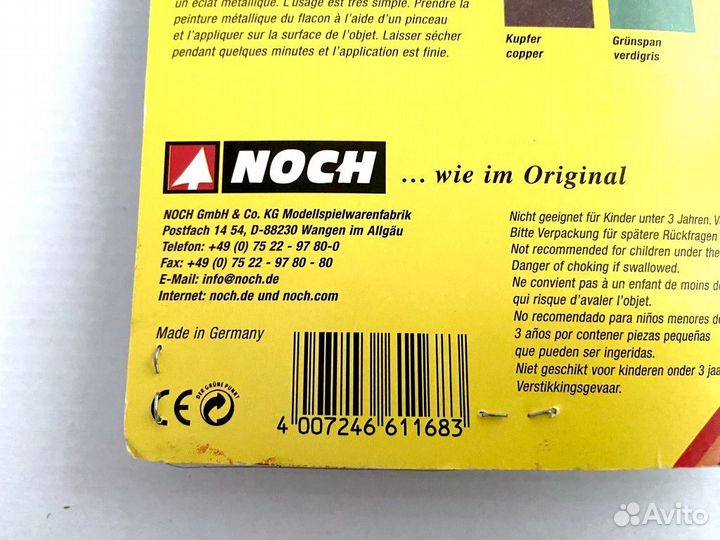 un éclat métallique. L'usage est très simple. Prendre la
peinture métallique du flacon à l'aide d'un pinceau
et l'appliquer sur la surface de l'objet. Laisser sécher
pendant quelques minutes et l'application est finie.
Kupfer
copper
Grünspan
verdigris
NOCH
... wie im Original
NOCH GmbH & Co. KG Modellspielwarenfabrik
Postfach 14 54, D-88230 Wangen im Allgäu
Telefon: +49 (0) 75 22 - 97 80-0
Fax: +49 (0) 75 22 - 97 80 - 80
E-Mail: info@noch.de
Internet: noch.de und noch.com
Made in Germany
Nicht geeignet für Kinder unter 3 Jahren.
Bitte Verpackung für spätere Rückfragen
Not recommended for children under the
Danger of choking if swallowed.
Ne convient pas à un enfant de moins de
qui risque d'avaler l'objet.
No recomendado para niños menores de
3 años por contener piezas pequeñas
que pueden ser ingeridas.
Niet geschikt voor kinderen onder 3 jaa
Verstikkingsgevaar.
CE
DER GRÜNE PUNKT
4 007246 611683
Avito